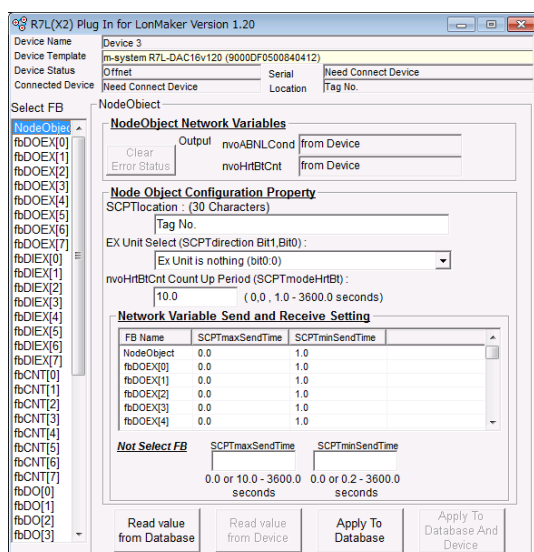 R7L(X2) Plug In for LonMaker Version 1.20
Device Name Device 3
Device Template m-system R7L-DAC16v120 (9000DF0500840412)
Device Status Offnet Serial Need Connect Device
Connected Device Need Connect Device Location Tag No.
Select FB
NodeObjec
fbDOEX[0]
fbDOEX[1]
fbDOEX[2]
fbDOEX[3]
fbDOEX[4]
fbDOEX[5]
fbDOEX[6]
fbDOEX[7]
fbDIEX[0]
fbDIEX[1]
fbDIEX[2]
fbDIEX[3]
fbDIEX[4]
fbDIEX[5]
fbDIEX[6]
fbDIEX[7]
fbCNT[0]
fbCNT[1]
fbCNT[2]
fbCNT[3]
fbCNT[4]
fbCNT[5]
fbCNT[6]
fbCNT[7]
fbDO[0]
fbDO[1]
fbDO[2]
fbDO[3]
NodeObject
NodeObject Network Variables
Clear
Error Status
Output nvoABNLCond from Device
nvoHrtBtCnt from Device
Node Object Configuration Property
SCPTlocation : (30 Characters)
Tag No.
EX Unit Select (SCPTdirection Bit1,Bit0) :
Ex Unit is nothing (bit0:0)
nvoHrtBtCnt Count Up Period (SCPTmodeHrtBt) :
10.0 ( 0,0 , 1.0 - 3600.0 seconds)
Network Variable Send and Receive Setting
FB Name SCPTmaxSendTime SCPTminSendTime
NodeObject 0.0 1.0
fbDOEX[0] 0.0 1.0
fbDOEX[1] 0.0 1.0
fbDOEX[2] 0.0 1.0
fbDOEX[3] 0.0 1.0
fbDOEX[4] 0.0 1.0
Not Select FB SCPTmaxSendTime SCPTminSendTime
0.0 or 10.0 - 3600.0 0.0 or 0.2 - 3600.0
seconds seconds
Read value
from Database
Read value
from Device
Apply To
Database
Apply To
Database And
Device